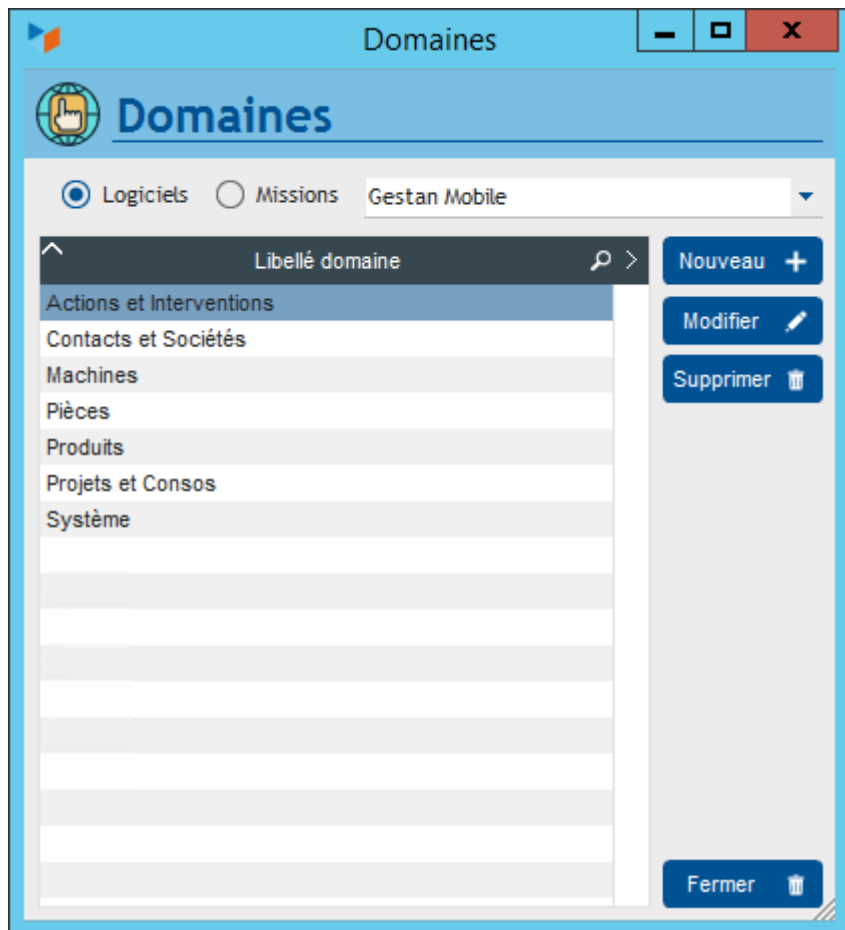 Domaines
Domaines
Logiciels Missions Gestan Mobile
Libellé domaine
Nouveau
Actions et Interventions
Modifier
Contacts et Sociétés
Machines
Supprimer
Pièces
Produits
Projets et Consos
Système
Fermer